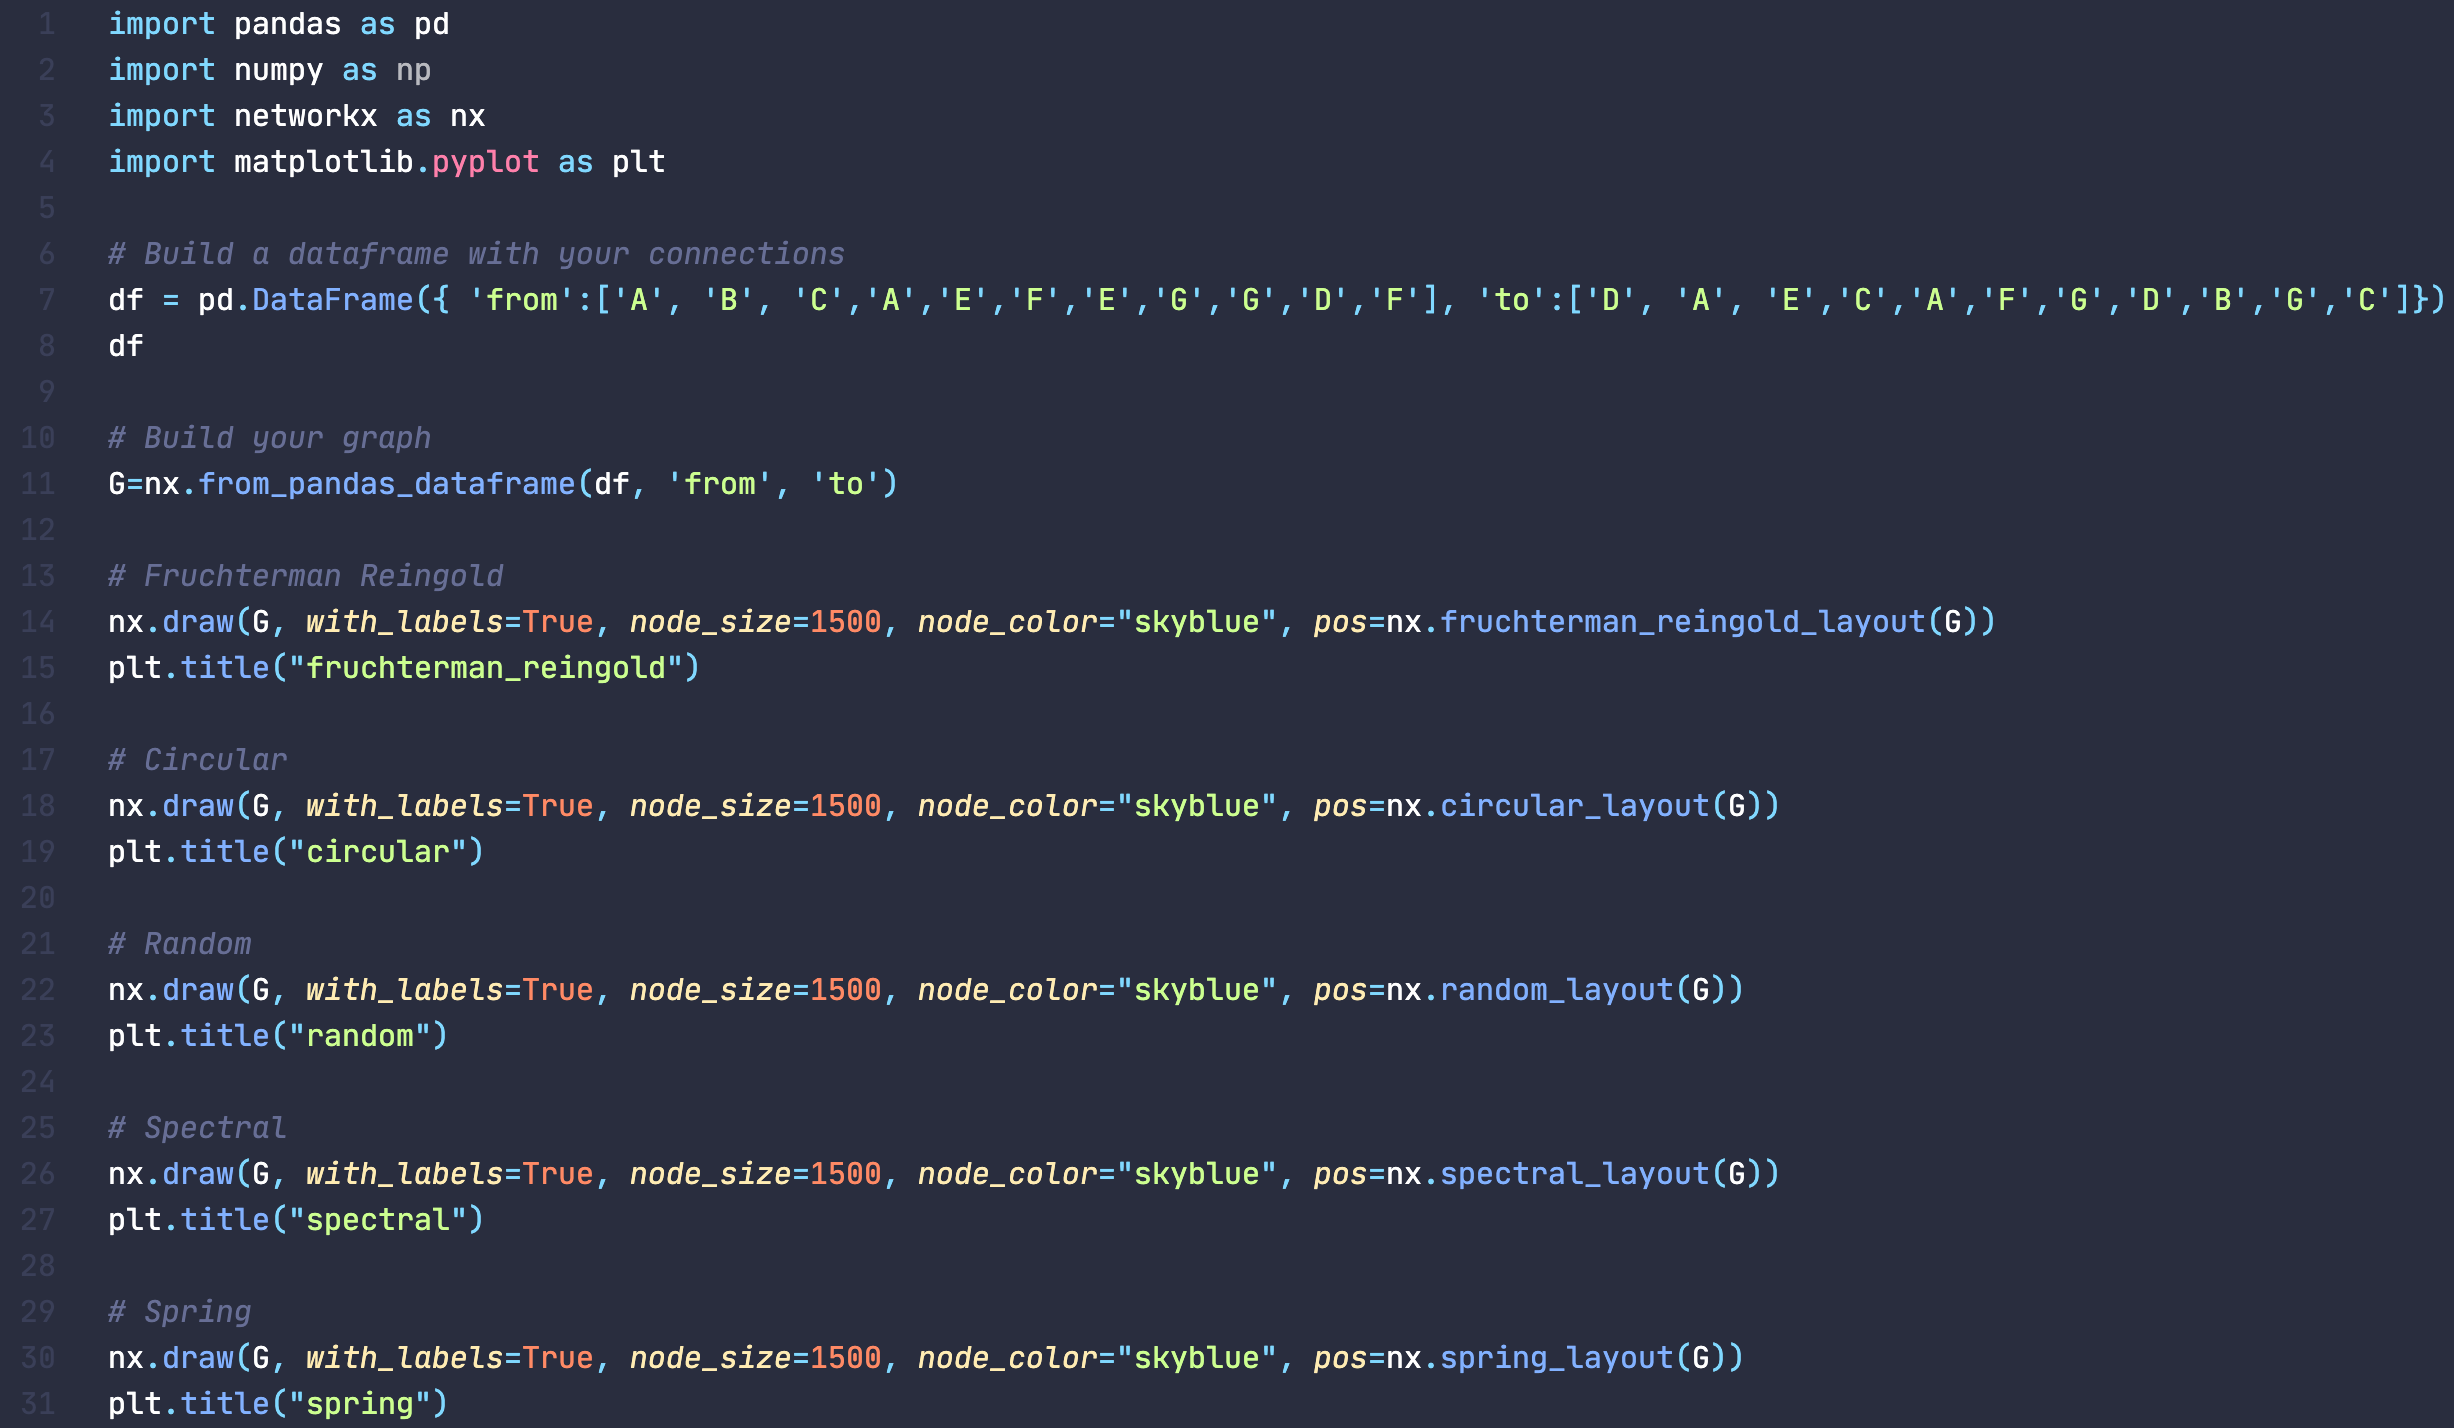 1 import pandas as pd
2 import numpy as np
3 import networkx as nx
4 import matplotlib.pyplot as plt
5
6 # Build a dataframe with your connections
7 df = pd.DataFrame({ 'from':['A', 'B', 'C','A','E','F','E','G','G','D','F'], 'to':['D', 'A', 'E','C','A','F','G','D','B','G','C']})
8 df
9
10 # Build your graph
11 G=nx.from_pandas_dataframe(df, 'from', 'to')
12
13 # Fruchterman Reingold
14 nx.draw(G, with_labels=True, node_size=1500, node_color="skyblue", pos=nx.fruchterman_reingold_layout(G))
15 plt.title("fruchterman_reingold")
16
17 # Circular
18 nx.draw(G, with_labels=True, node_size=1500, node_color="skyblue", pos=nx.circular_layout(G))
19 plt.title("circular")
20
21 # Random
22 nx.draw(G, with_labels=True, node_size=1500, node_color="skyblue", pos=nx.random_layout(G))
23 plt.title("random")
24
25 # Spectral
26 nx.draw(G, with_labels=True, node_size=1500, node_color="skyblue", pos=nx.spectral_layout(G))
27 plt.title("spectral")
28
29 # Spring
30 nx.draw(G, with_labels=True, node_size=1500, node_color="skyblue", pos=nx.spring_layout(G))
31 plt.title("spring")